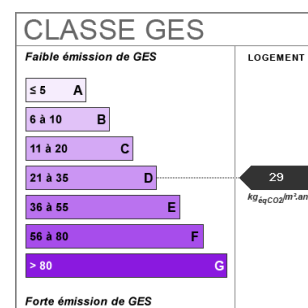 CLASSE GES
Faible émission de GES
LOGEMENT
≤ 5 A
6 à 10 B
11 à 20 C
21 à 35 D
29
kgéqCO2/m².an
36 à 55 E
56 à 80 F
> 80 G
Forte émission de GES